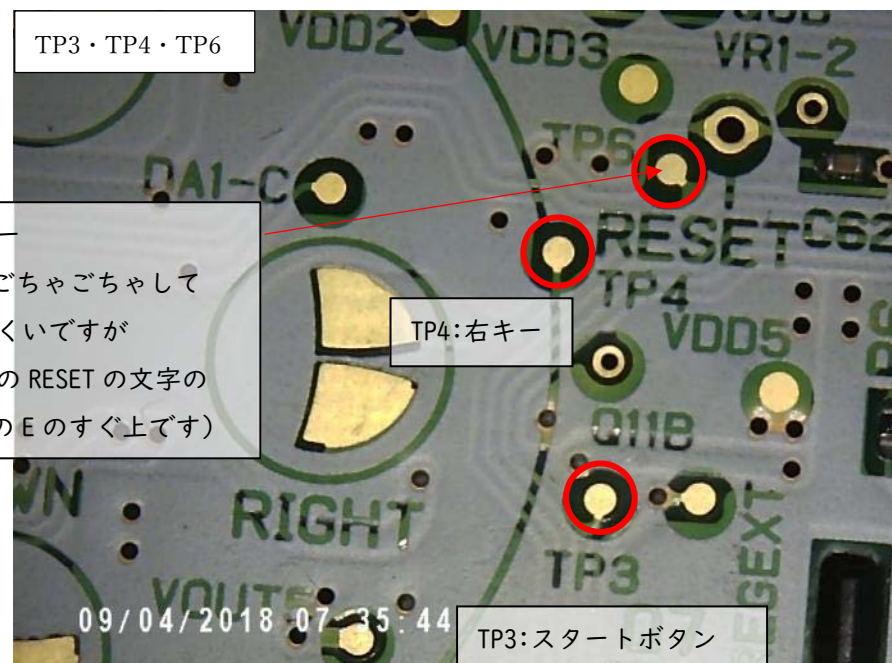 TP3・TP4・TP6
VDD2
VDD3
VR1-2
TP6
DA1-C
RESET
C62
ー
ごちゃごちゃして
くいですが
の RESET の文字の
の E のすぐ上です）
TP4
TP4:右キー
VDD5
Q11B
WN
RIGHT
TP3
REGEXT
VOUT5
09/04/2018 07:35:44
TP3:スタートボタン